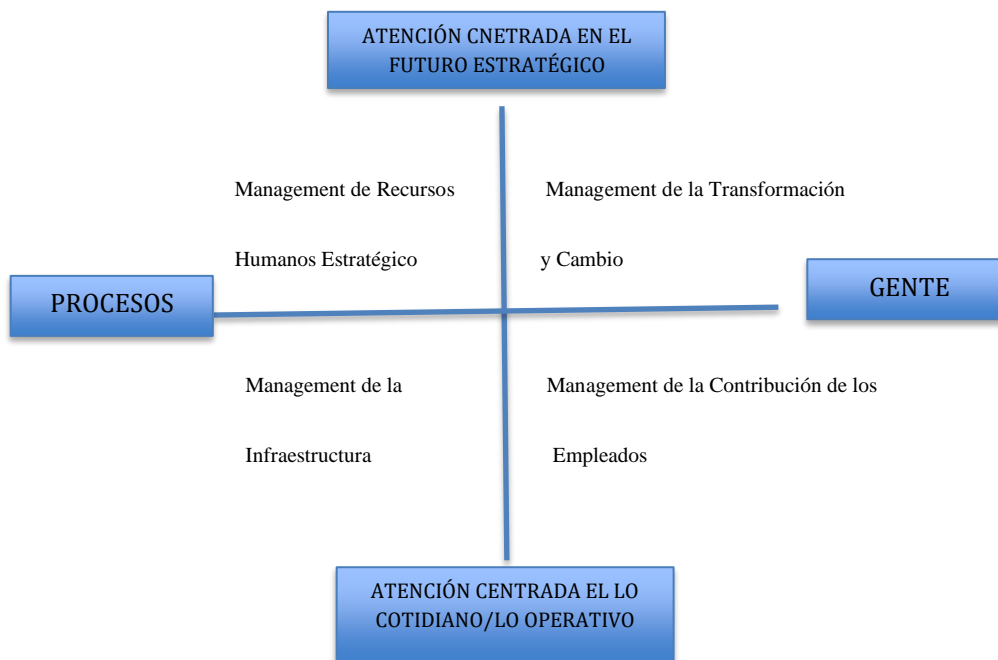 ATENCIÓN CNETRADA EN EL
FUTURO ESTRATÉGICO
Management de Recursos
Humanos Estratégico
Management de la Transformación
y Cambio
PROCESOS
GENTE
Management de la
Infraestructura
Management de la Contribución de los
Empleados
ATENCIÓN CENTRADA EL LO
COTIDIANO/LO OPERATIVO